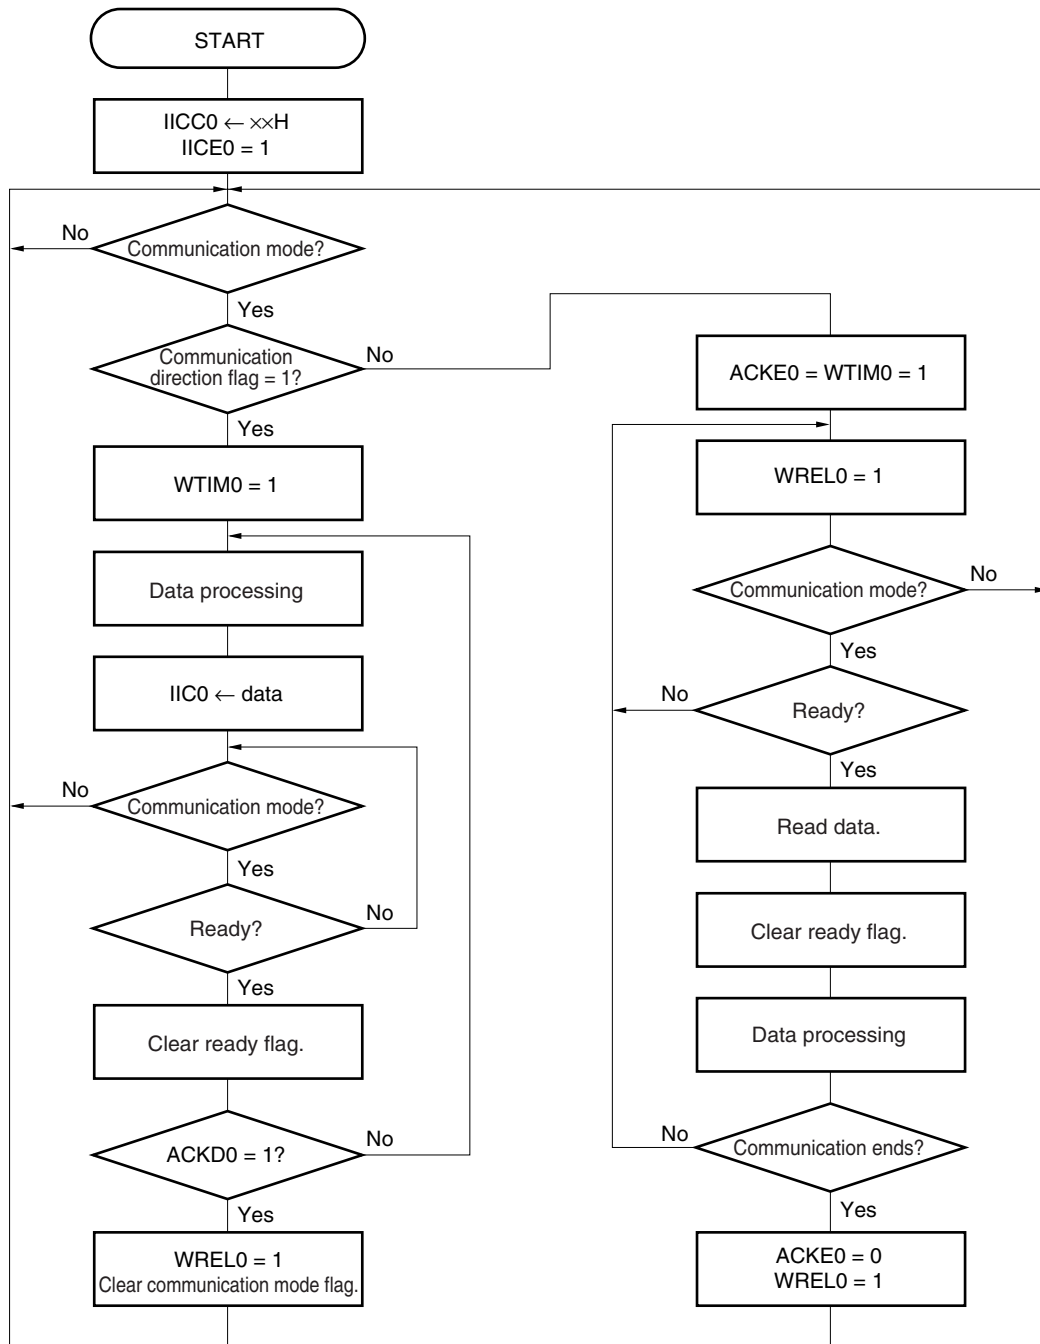 START
IICC0 ← ××H
IICE0 = 1
No
Communication mode?
Yes
Communication
direction flag = 1?
No
Yes
WTIM0 = 1
Data processing
IIC0 ← data
No
Communication mode?
Yes
Ready?
No
Yes
Clear ready flag.
ACKD0 = 1?
No
Yes
WREL0 = 1
Clear communication mode flag.
ACKE0 = WTIM0 = 1
WREL0 = 1
Communication mode?
No
Yes
No
Ready?
Yes
Read data.
Clear ready flag.
Data processing
No
Communication ends?
Yes
ACKE0 = 0
WREL0 = 1